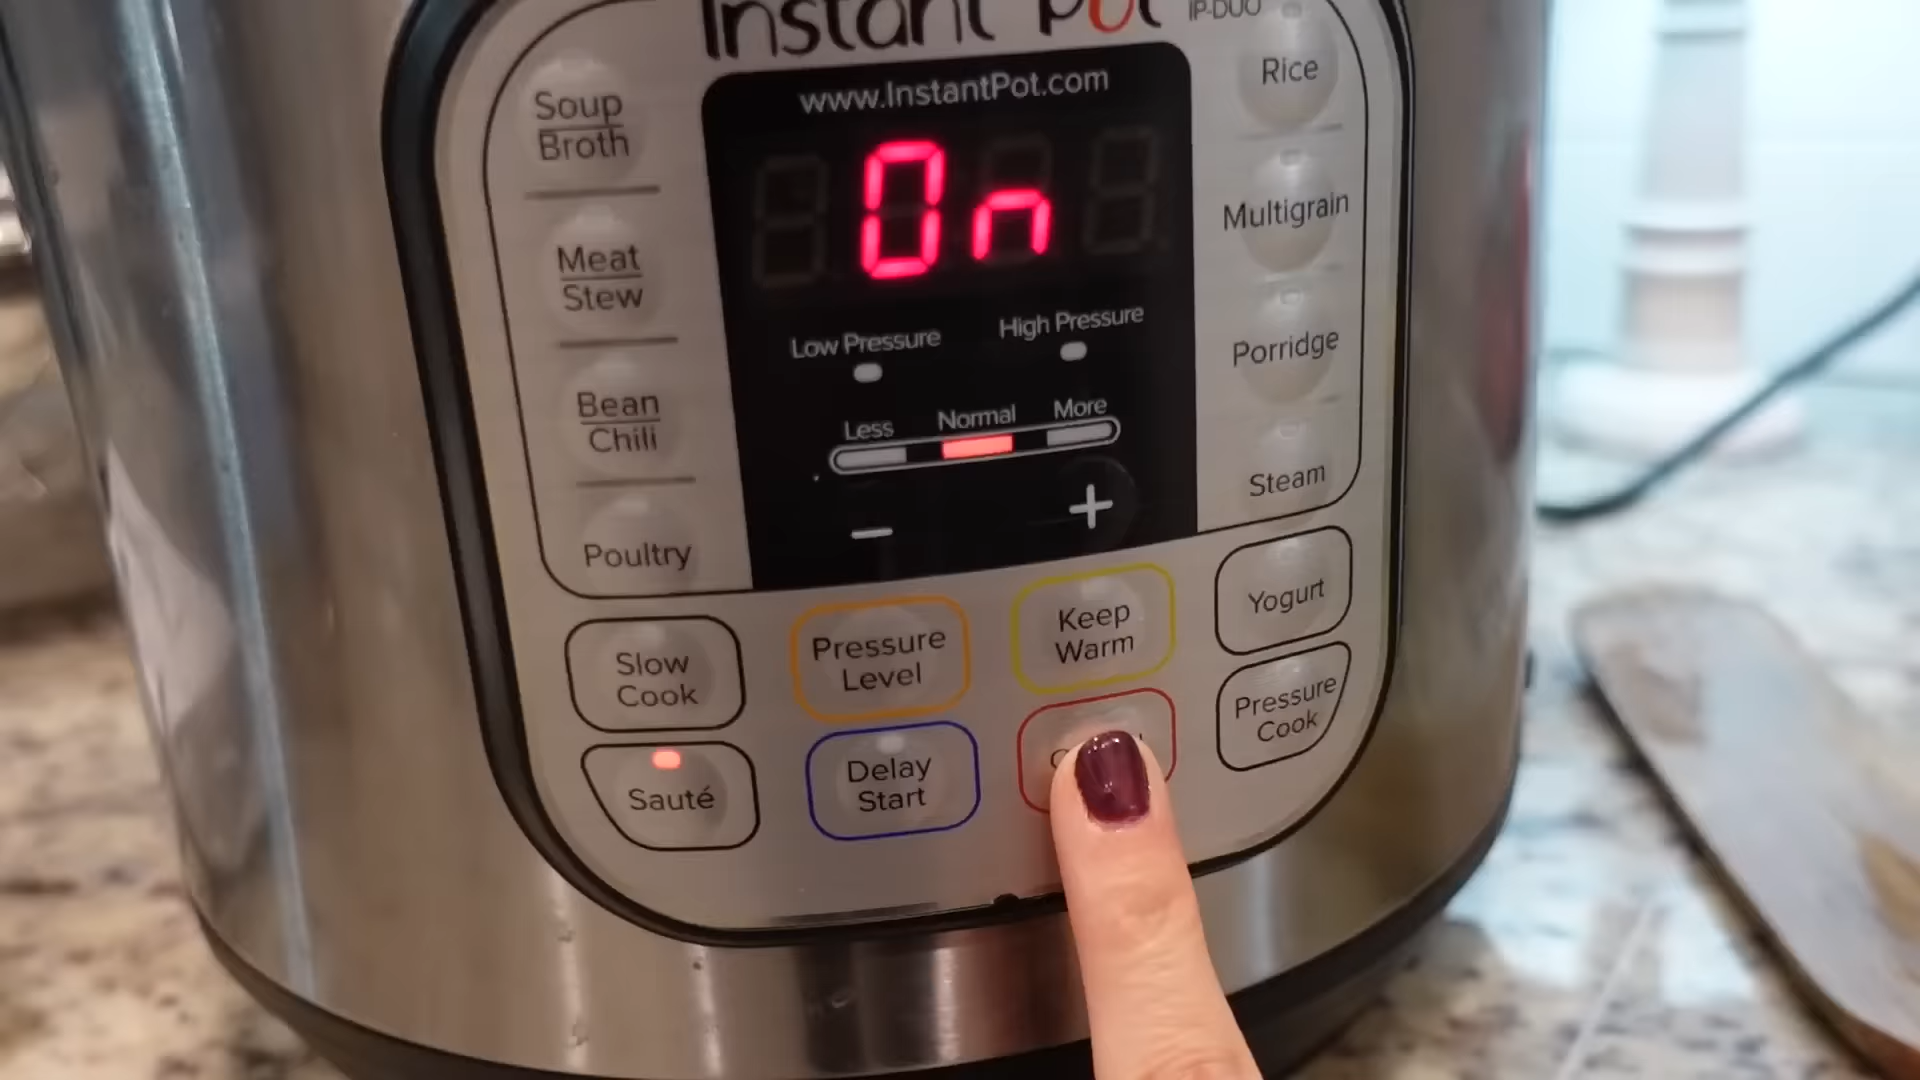 Instant Pot IP-DUO
www.InstantPot.com
On
Low Pressure
High Pressure
Less
Normal
More
Soup
Broth
Meat
Stew
Bean
Chili
Poultry
Rice
Multigrain
Porridge
Steam
Slow
Cook
Pressure
Level
Keep
Warm
Yogurt
Sauté
Delay
Start
Pressure
Cook